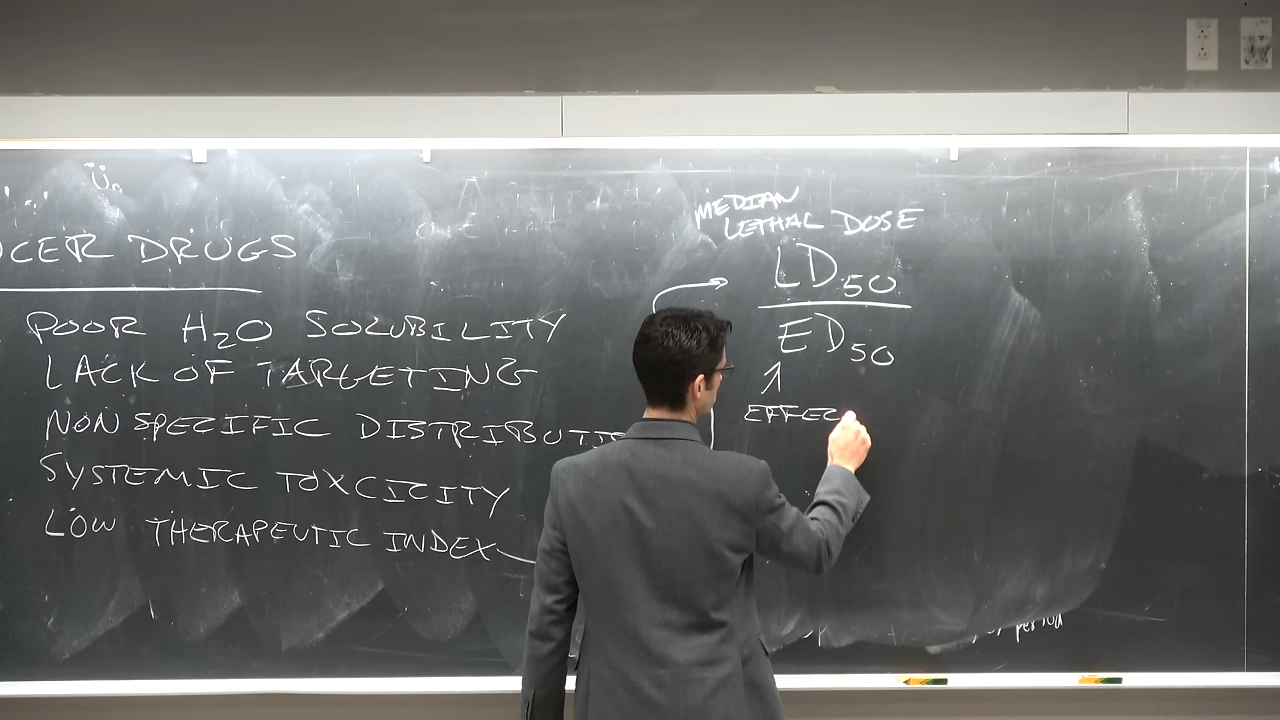 DRUGS
POOR H₂O SOLUBILITY
LACK OF TARGETING
NON SPECIFIC DISTRIBUTI
SYSTEMIC TOXCICITY
LOW THERAPEUTIC INDEX
MEDIAN
LETHAL DOSE
LD₅₀
ED₅₀
EFFEC
period